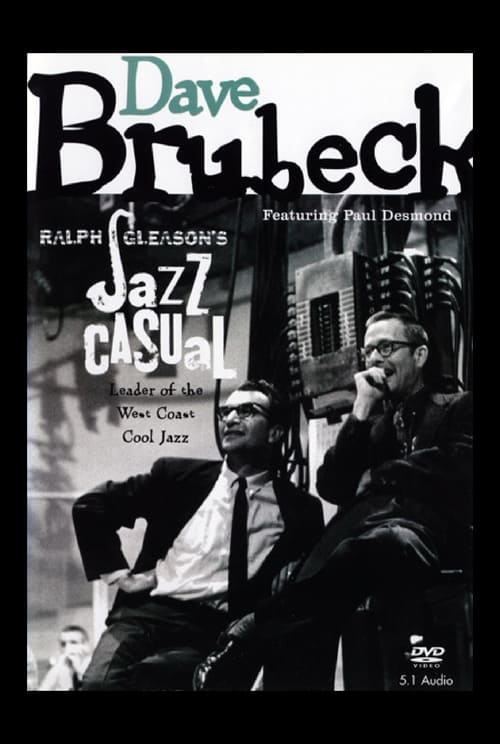 Dave
Brubeck
Featuring Paul Desmond
RALPH J GLEASON'S
JAZZ
CASUAL
Leader of the
West Coast
Cool Jazz
DVD
VIDEO
5.1 Audio